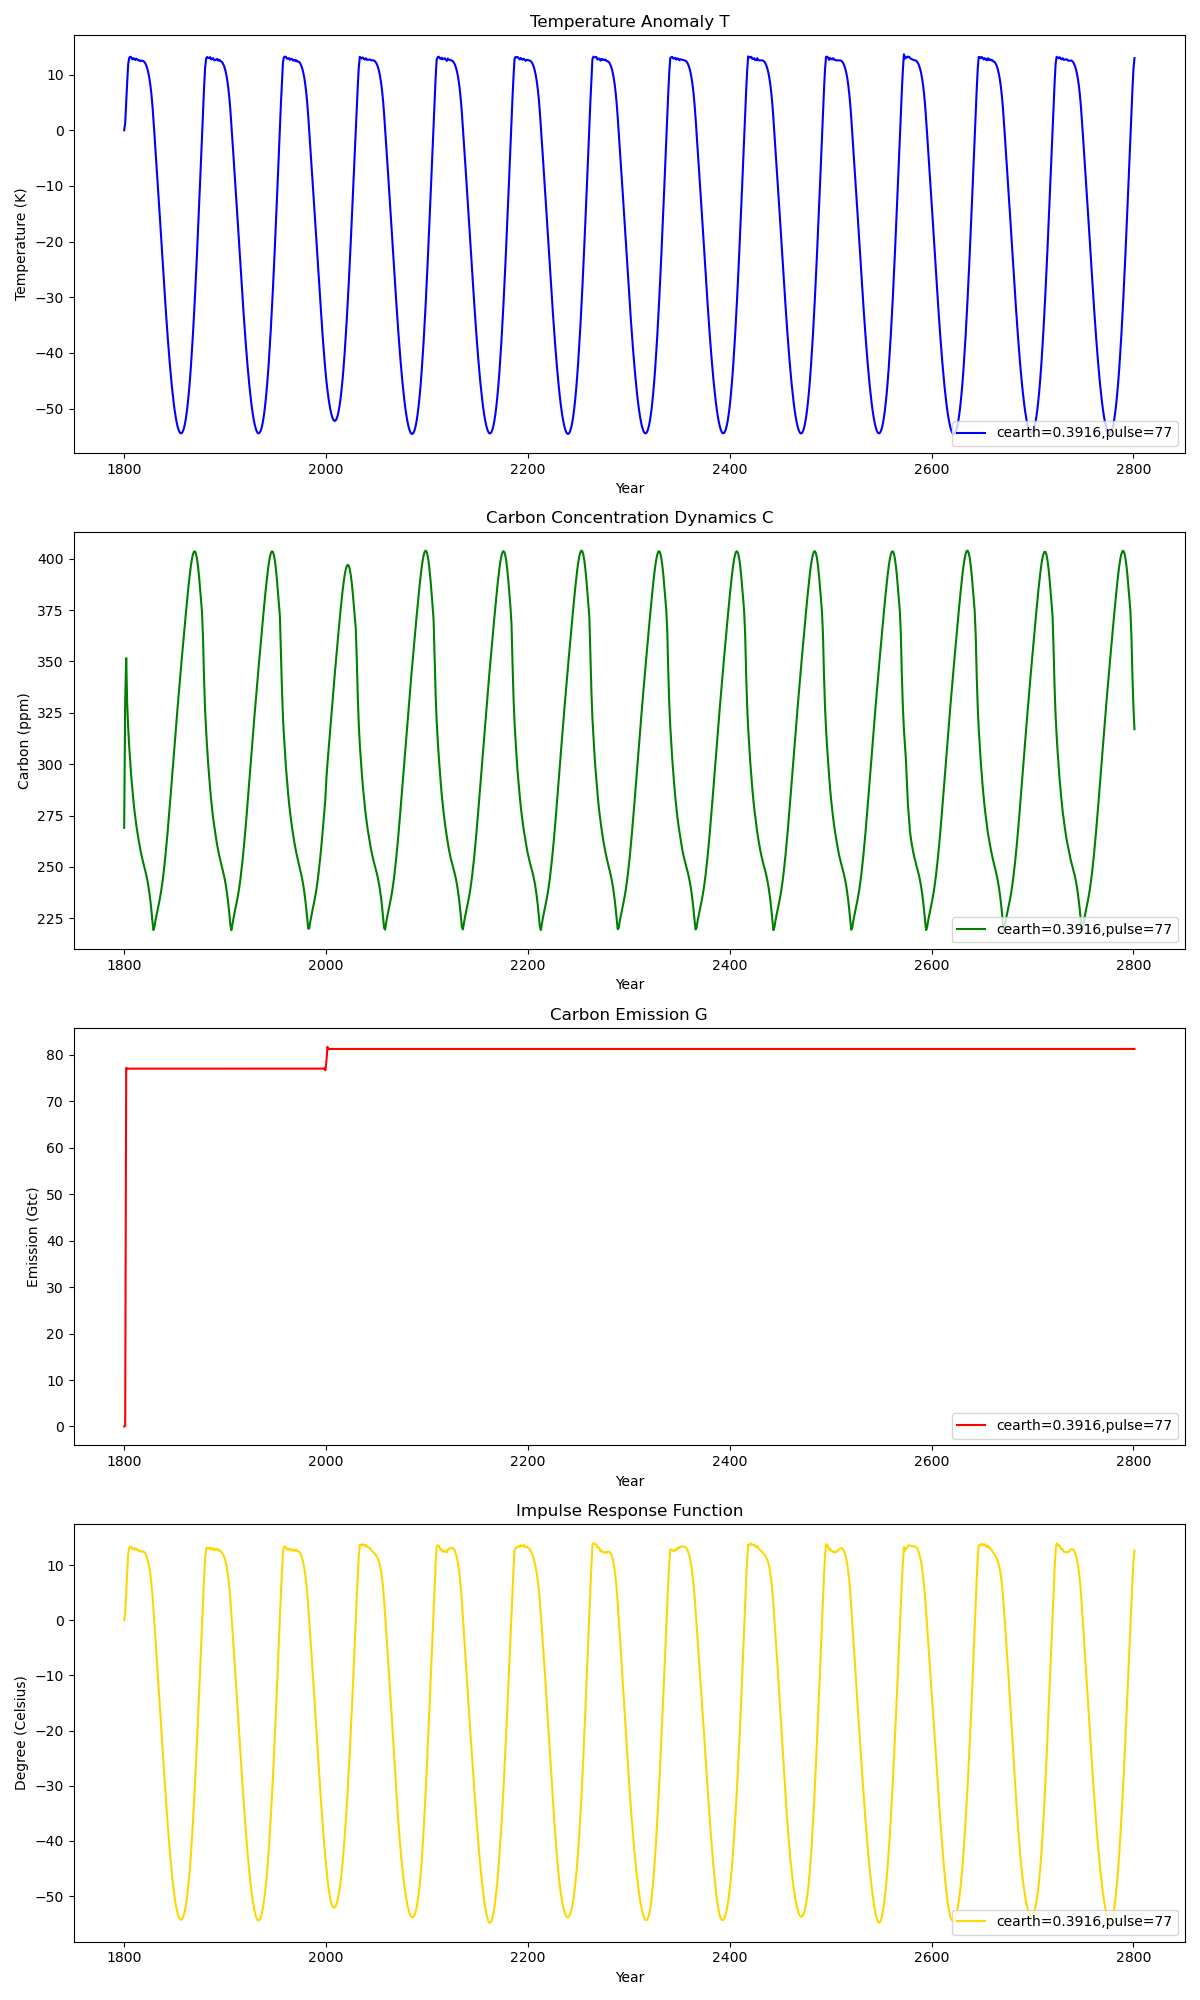 Temperature Anomaly T
Temperature (K)
10
0
−10
−20
−30
−40
−50
cearth=0.3916,pulse=77
1800 2000 2200 2400 2600 2800
Year
Carbon Concentration Dynamics C
Carbon (ppm)
400
375
350
325
300
275
250
225
cearth=0.3916,pulse=77
1800 2000 2200 2400 2600 2800
Year
Carbon Emission G
Emission (Gtc)
80
70
60
50
40
30
20
10
0
cearth=0.3916,pulse=77
1800 2000 2200 2400 2600 2800
Year
Impulse Response Function
Degree (Celsius)
10
0
−10
−20
−30
−40
−50
cearth=0.3916,pulse=77
1800 2000 2200 2400 2600 2800
Year